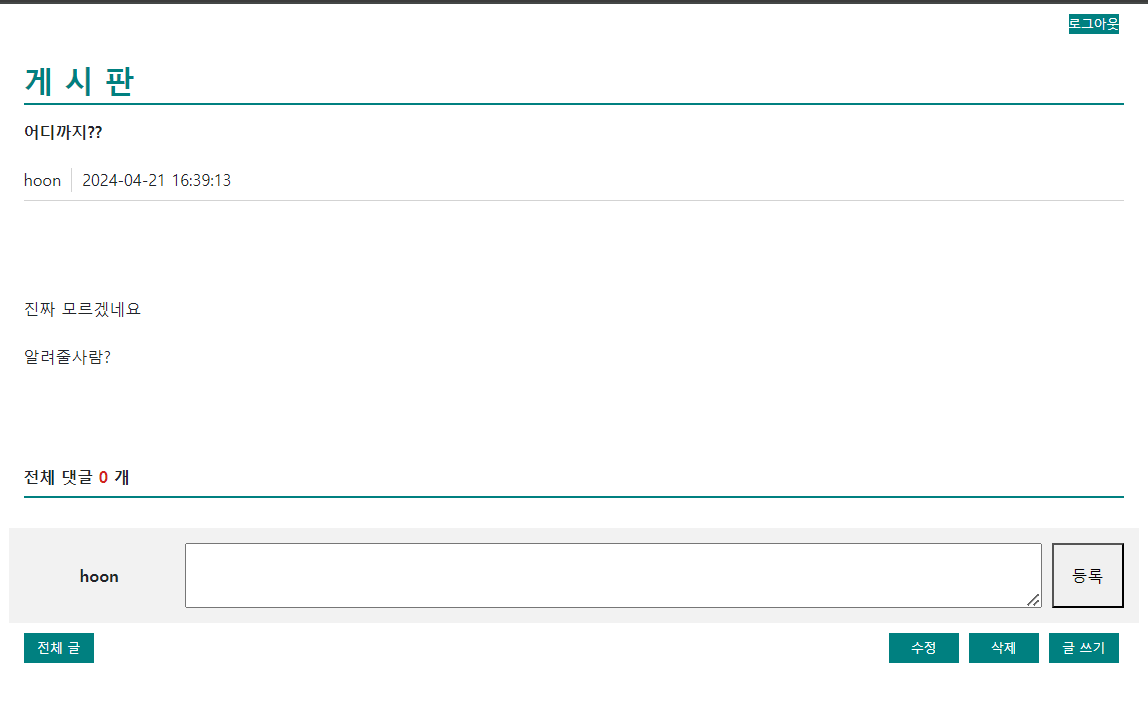 로그아웃
게 시 판
어디까지??
hoon 2024-04-21 16:39:13
진짜 모르겠네요
알려줄사람?
전체 댓글 0 개
hoon 등록
전체 글 수정 삭제 글 쓰기